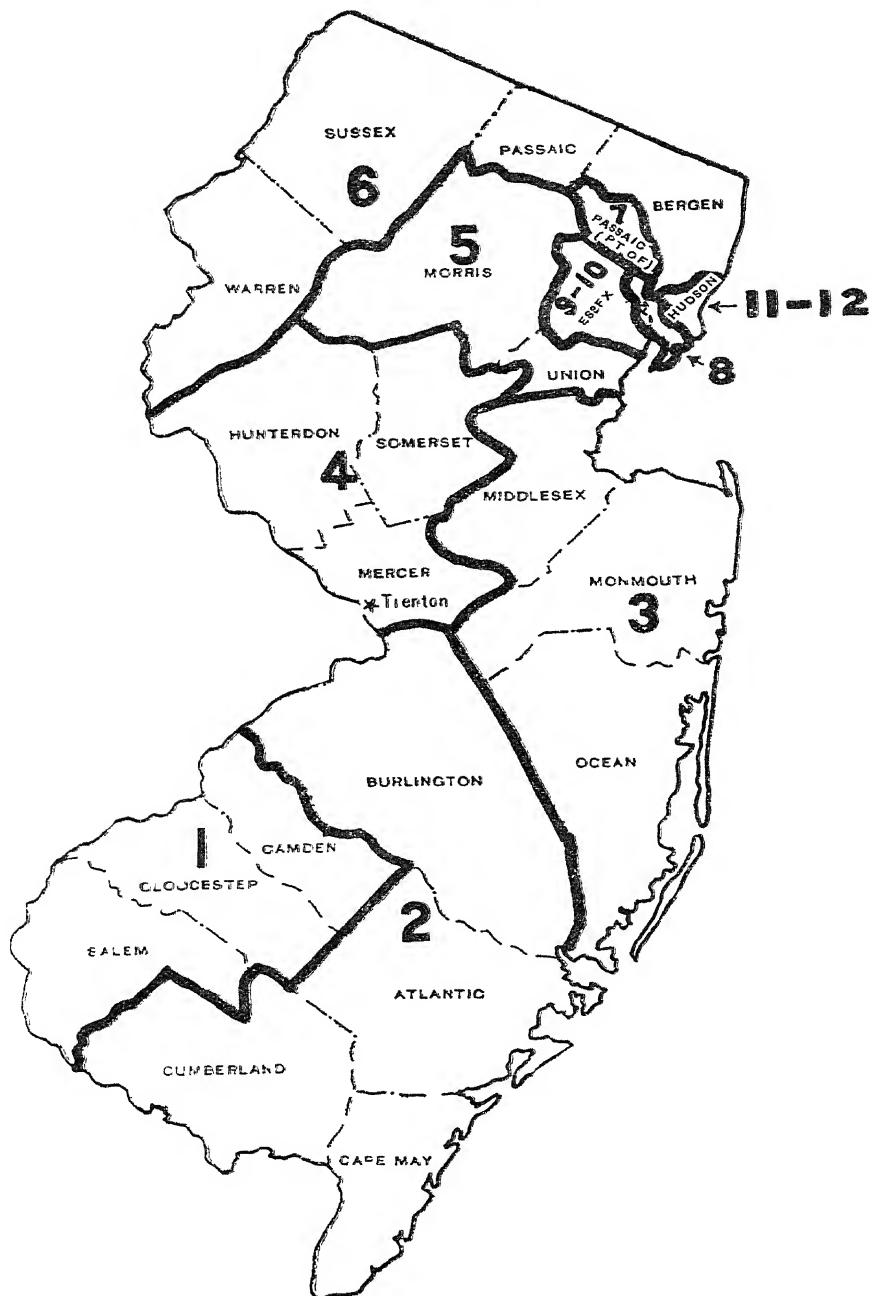 SUSSEX
PASSAIC
6
BERGEN
7
PASSAIC
(PT OF)
5
MORRIS
WARREN
9-10
ESSEX
HUDSON
11-12
8
UNION
HUNTERDON
SOMERSET
4
MIDDLESEX
MERCER
MONMOUTH
*Trenton
3
OCEAN
BURLINGTON
1
CAMDEN
GLOUCESTER
2
SALEM
ATLANTIC
CUMBERLAND
CAPE MAY